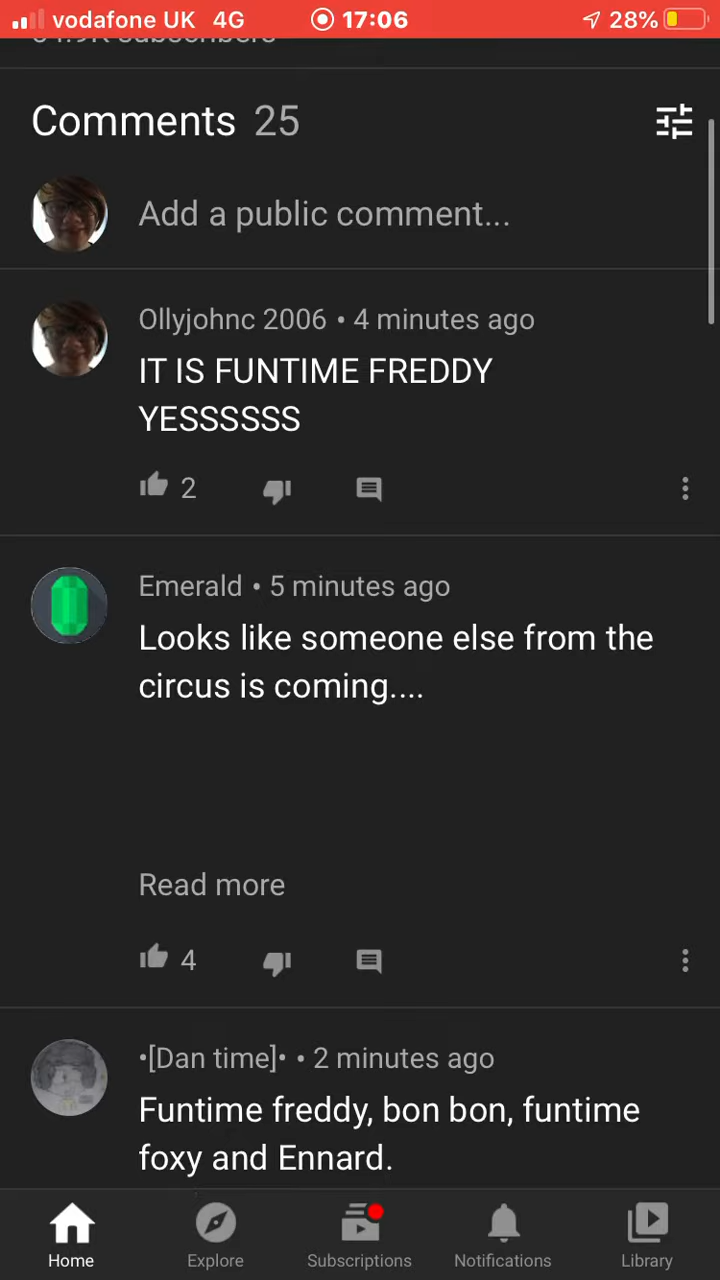 vodafone UK 4G 17:06 28%
Comments 25
Add a public comment...
Ollyjohnc 2006 • 4 minutes ago
IT IS FUNTIME FREDDY
YESSSSSS
2
Emerald • 5 minutes ago
Looks like someone else from the
circus is coming....
Read more
4
•[Dan time]• • 2 minutes ago
Funtime freddy, bon bon, funtime
foxy and Ennard.
Home Explore Subscriptions Notifications Library